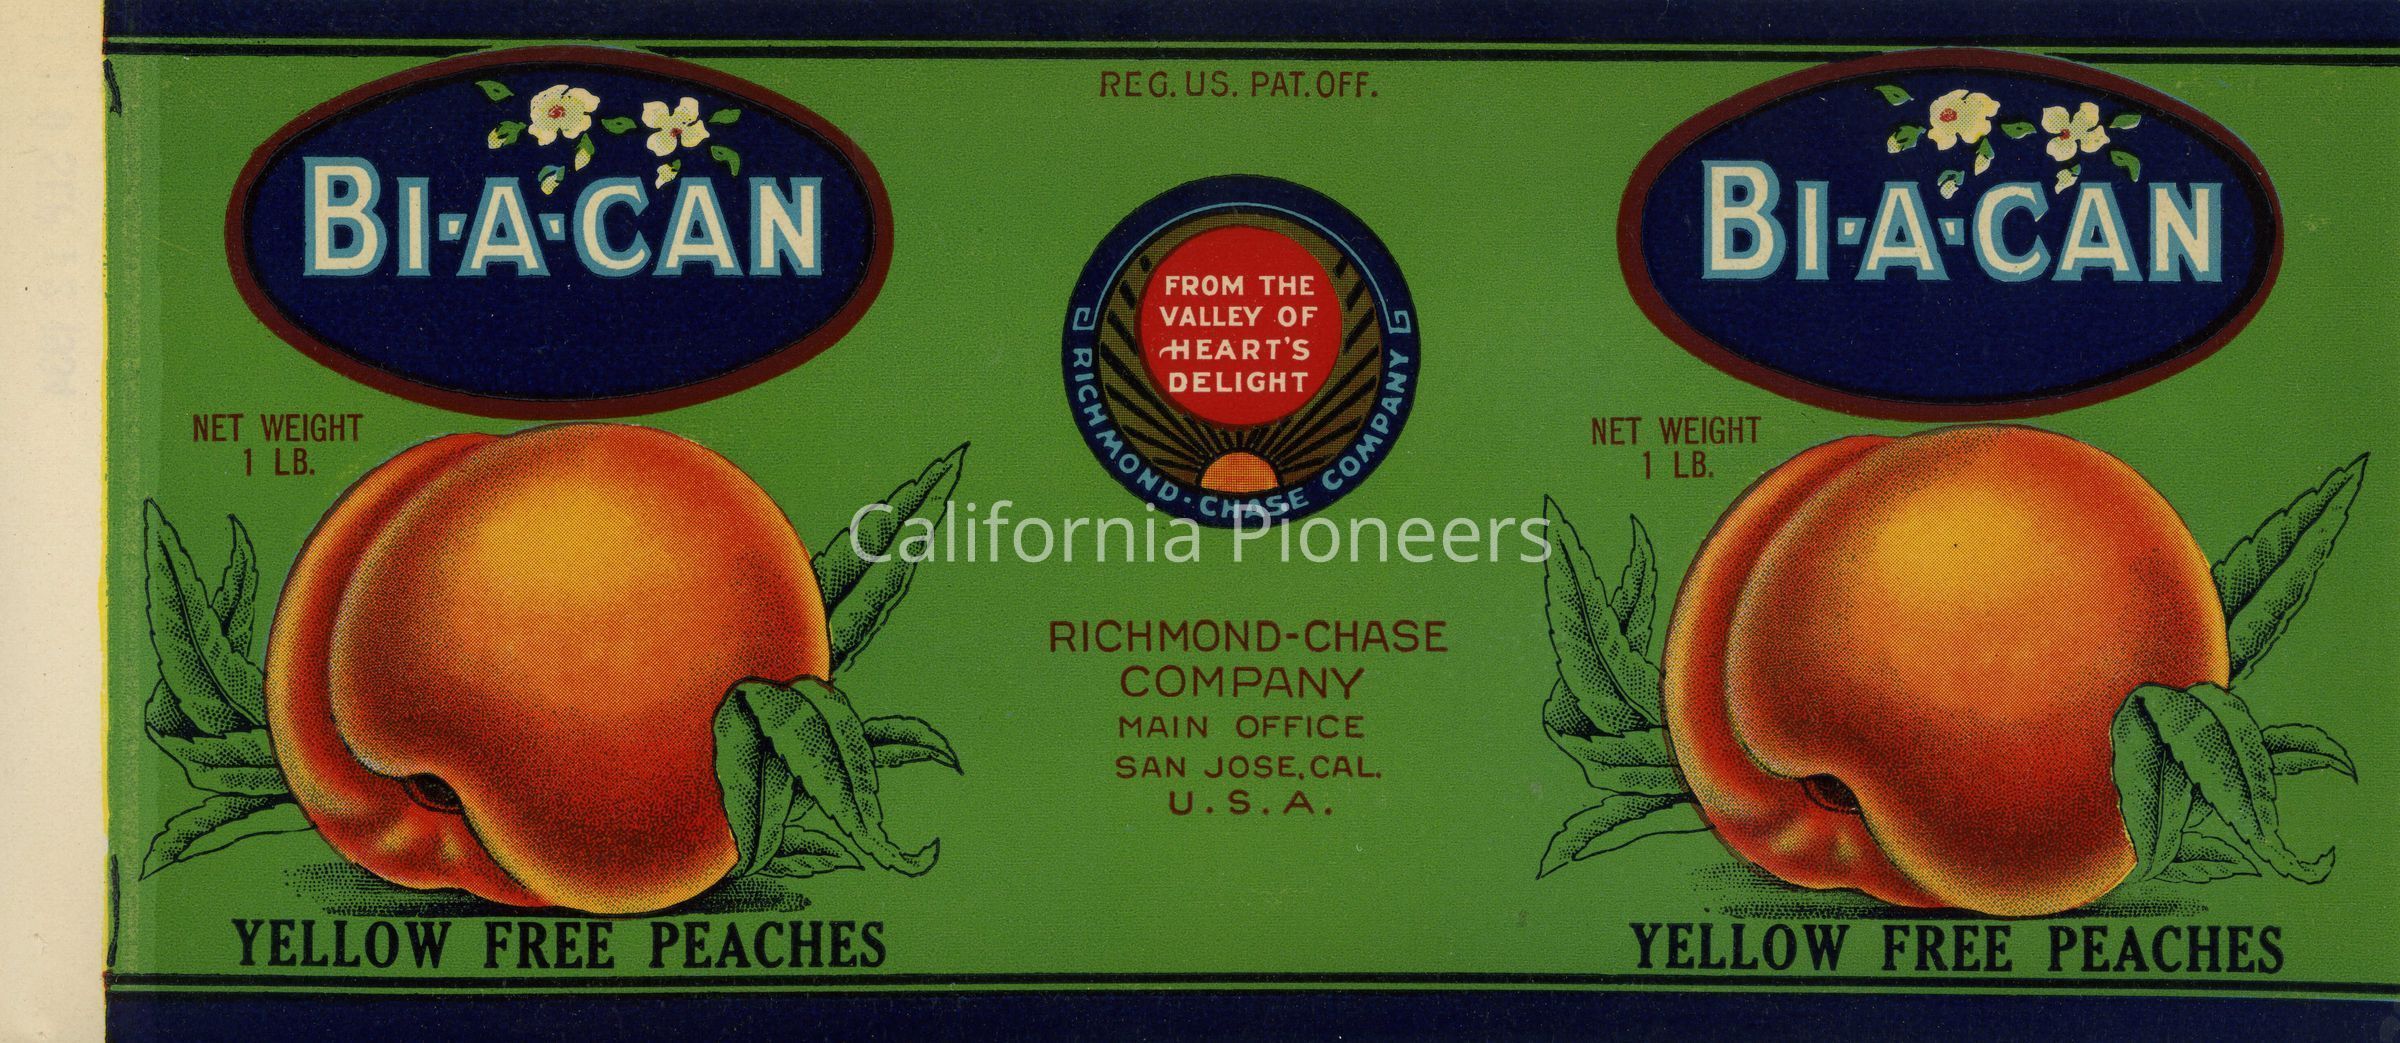 BI·A·CAN
NET WEIGHT
1 LB.
YELLOW FREE PEACHES
REG. US. PAT. OFF.
FROM THE
VALLEY OF
HEART'S
DELIGHT
RICHMOND-CHASE COMPANY
California Pioneers
RICHMOND-CHASE
COMPANY
MAIN OFFICE
SAN JOSE, CAL.
U.S.A.
BI·A·CAN
NET WEIGHT
1 LB.
YELLOW FREE PEACHES